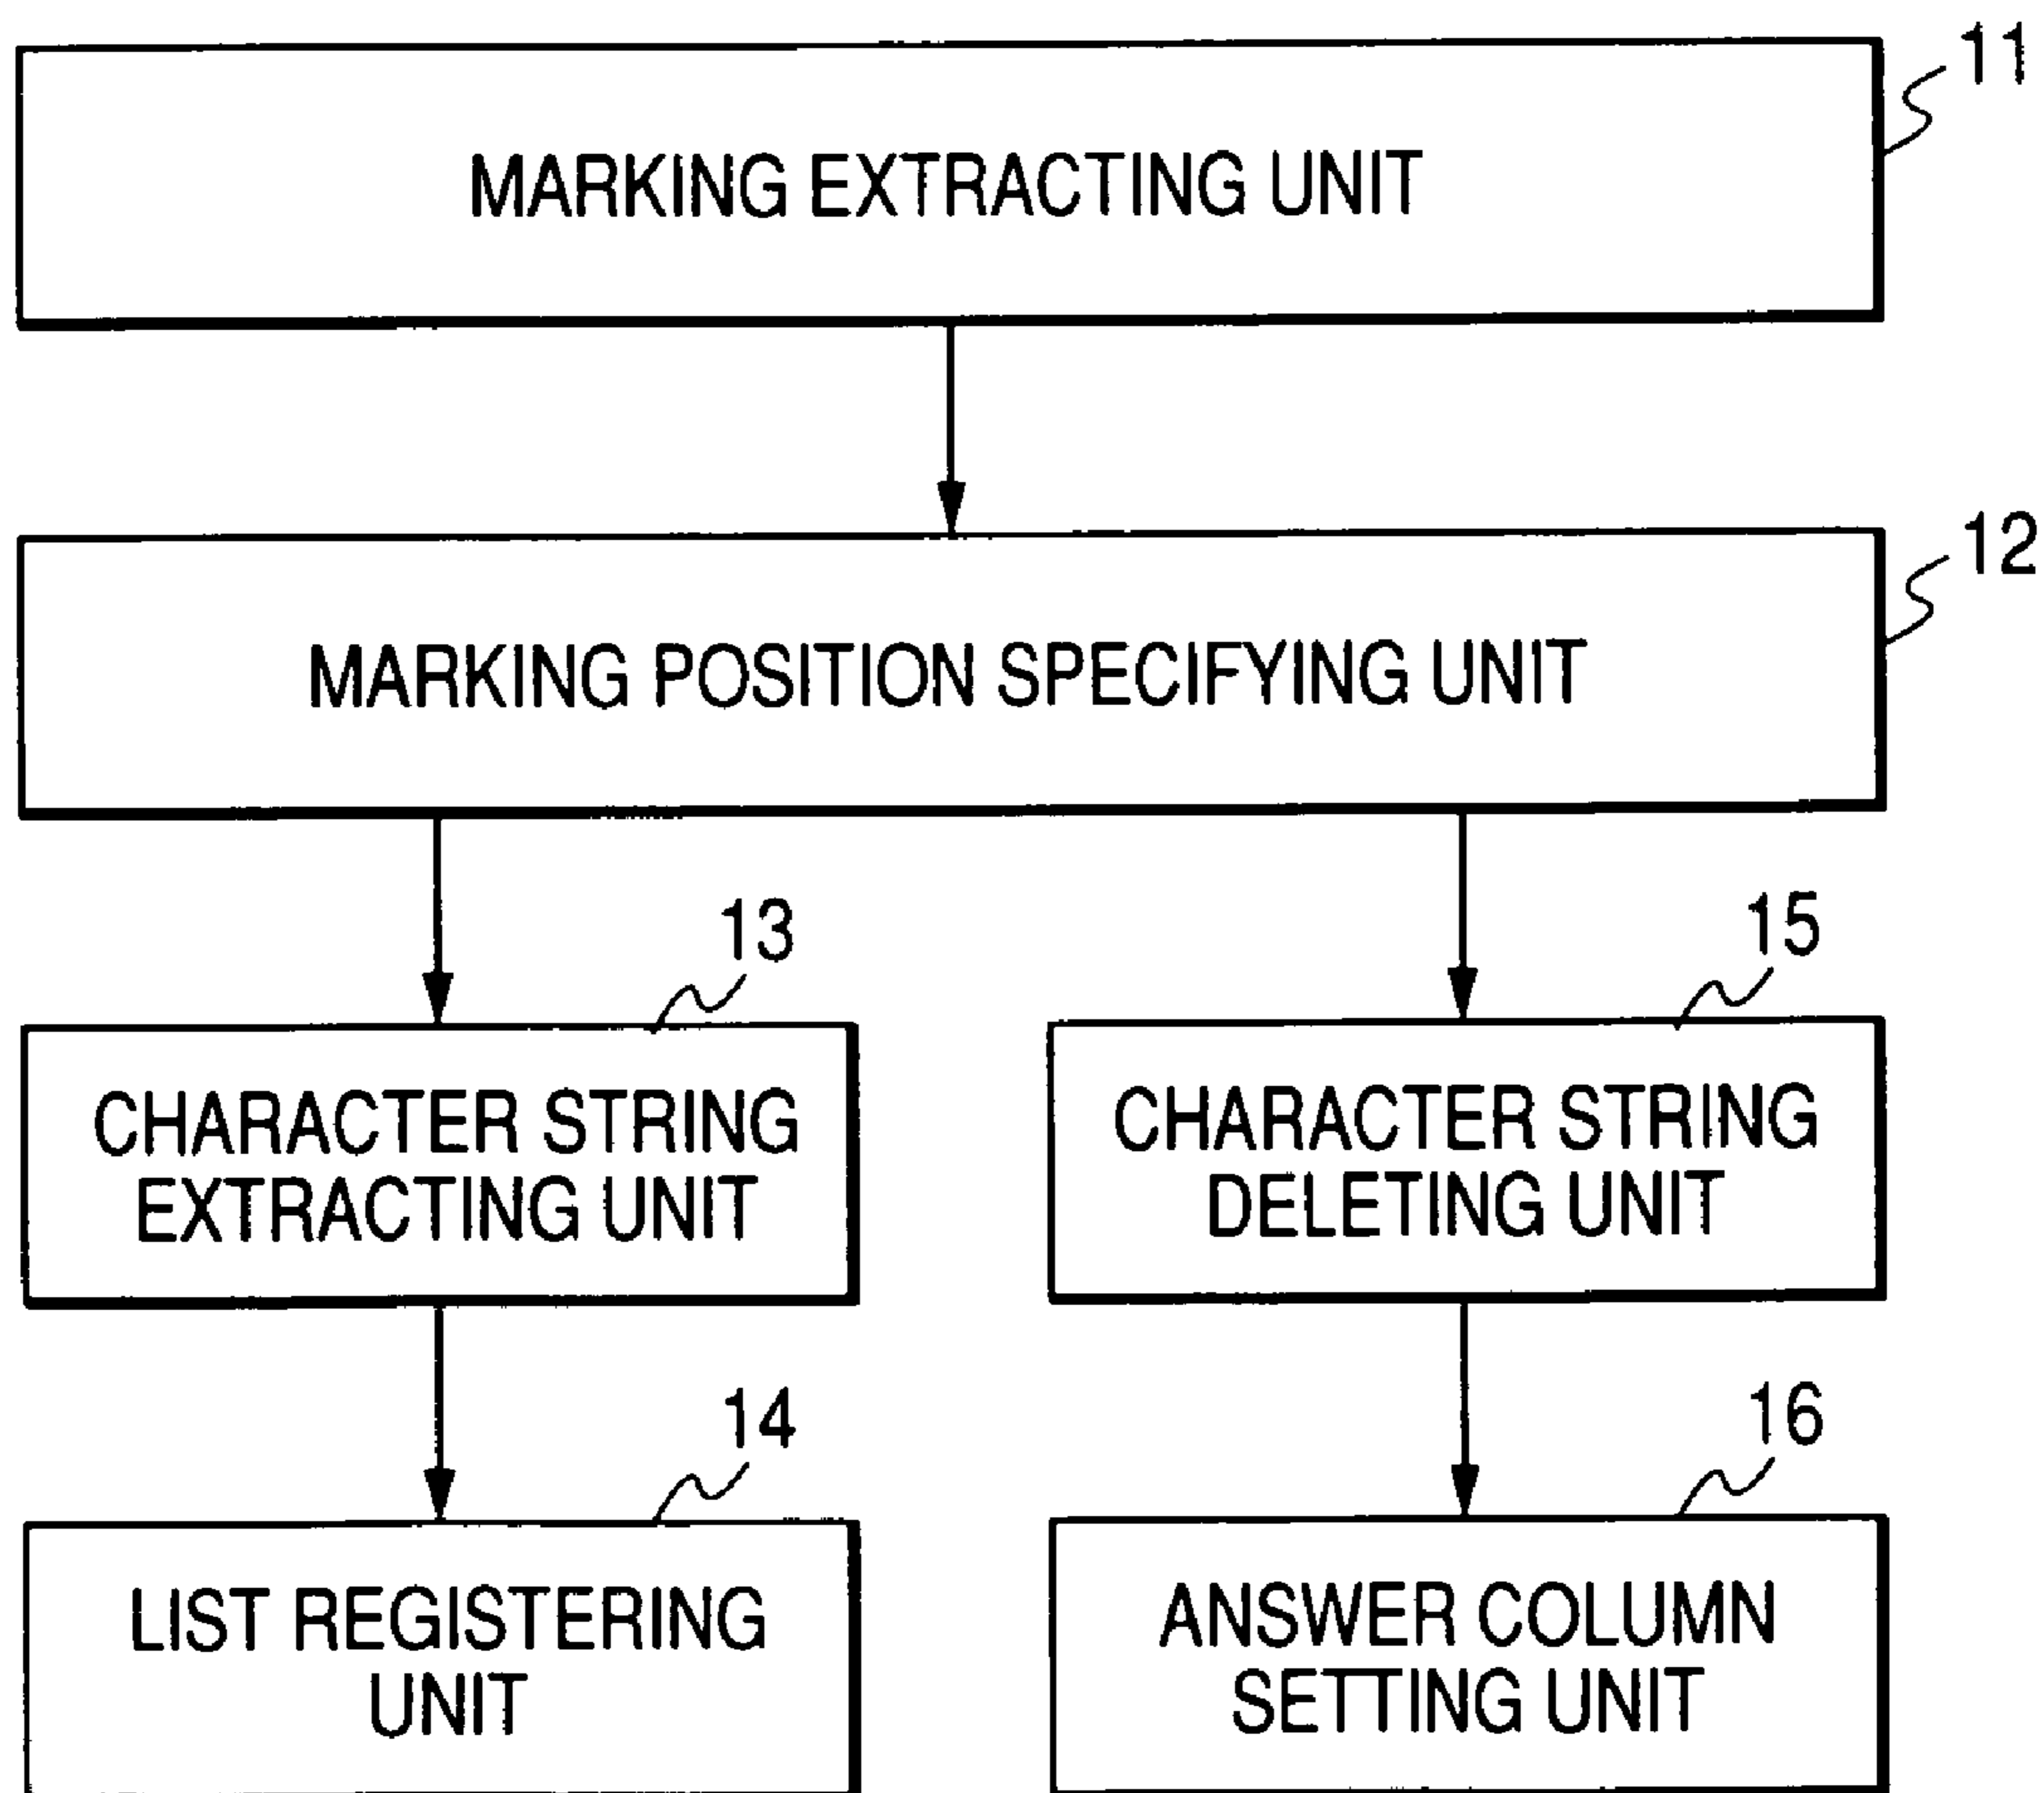 11
MARKING EXTRACTING UNIT
12
MARKING POSITION SPECIFYING UNIT
13
CHARACTER STRING
EXTRACTING UNIT
15
CHARACTER STRING
DELETING UNIT
14
LIST REGISTERING
UNIT
16
ANSWER COLUMN
SETTING UNIT